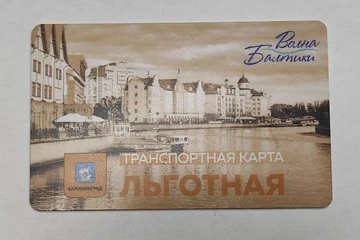 Волна
Балтики
ТРАНСПОРТНАЯ КАРТА
ЛЬГОТНАЯ
КАЛИНИНГРАД